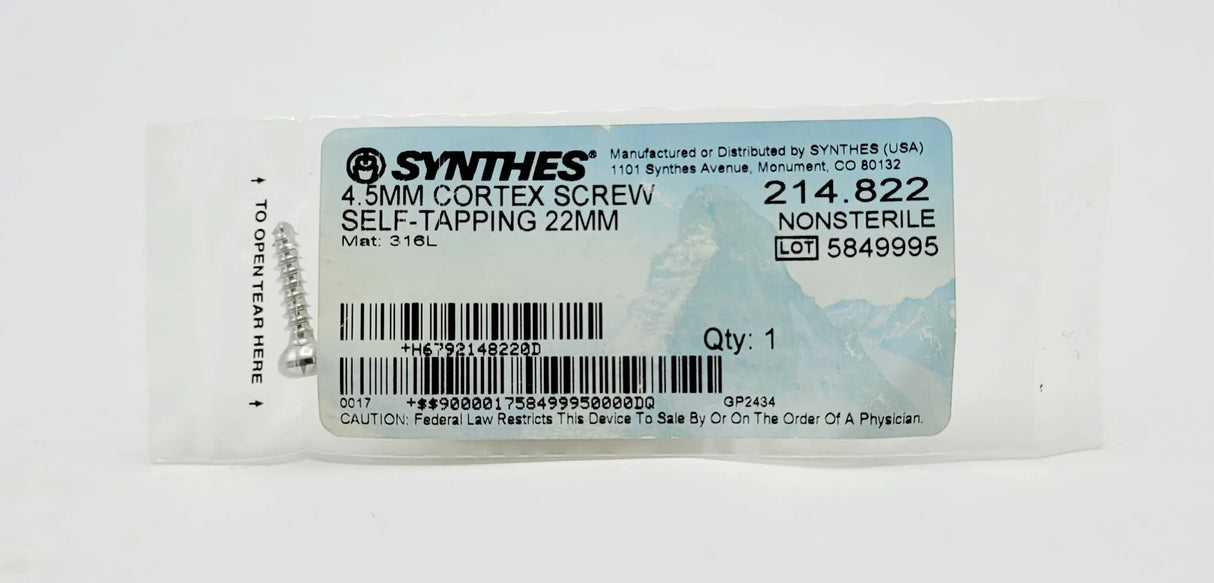 TO OPEN TEAR HERE
SYNTHES®
Manufactured or Distributed by SYNTHES (USA)
1101 Synthes Avenue, Monument, CO 80132
4.5MM CORTEX SCREW
SELF-TAPPING 22MM
Mat: 316L
214.822
NONSTERILE
LOT 5849995
+H6792148220D
Qty: 1
0017 +$$900001758499950000DQ GP2434
CAUTION: Federal Law Restricts This Device To Sale By Or On The Order Of A Physician.